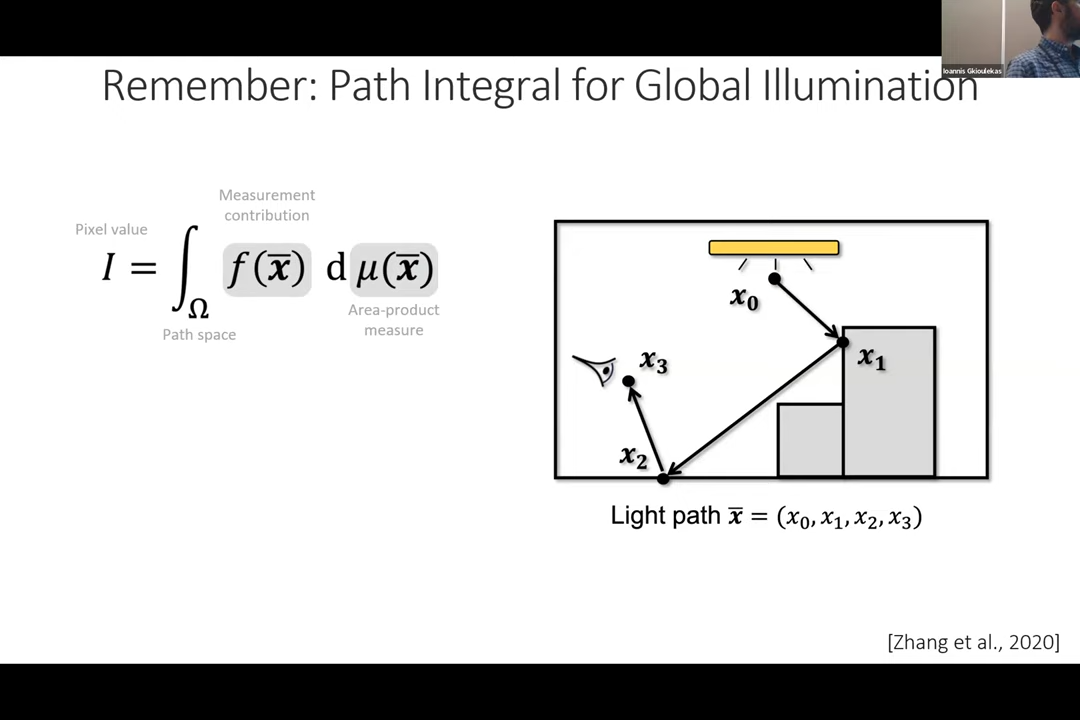 Ioannis Gkioulekas
Remember: Path Integral for Global Illumination
Measurement
contribution
Pixel value
I = ∫_Ω f(x̅) dμ(x̅)
Path space
Area-product
measure
x₀
x₁
x₂
x₃
Light path x̅ = (x₀, x₁, x₂, x₃)
[Zhang et al., 2020]